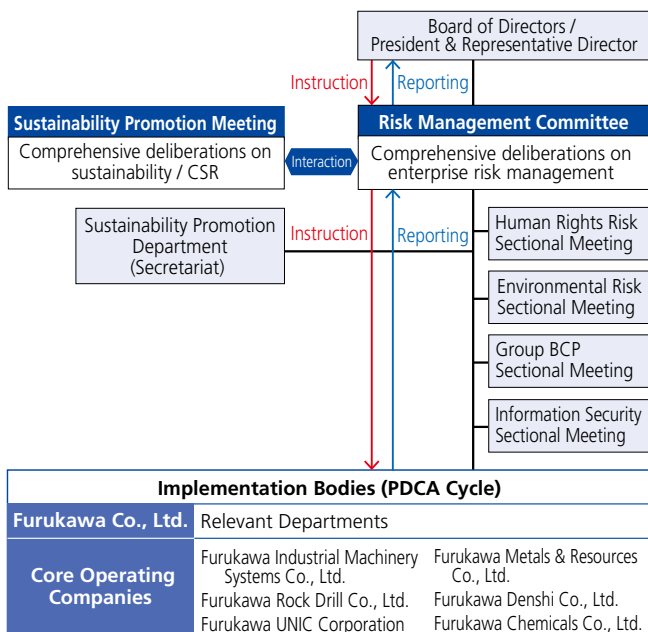 Board of Directors /
President & Representative Director
Instruction
Reporting
Sustainability Promotion Meeting
Comprehensive deliberations on
sustainability / CSR
Interaction
Risk Management Committee
Comprehensive deliberations on
enterprise risk management
Sustainability Promotion
Department
(Secretariat)
Instruction
Reporting
Human Rights Risk
Sectional Meeting
Environmental Risk
Sectional Meeting
Group BCP
Sectional Meeting
Information Security
Sectional Meeting
Implementation Bodies (PDCA Cycle)
Furukawa Co., Ltd.
Relevant Departments
Core Operating
Companies
Furukawa Industrial Machinery
Systems Co., Ltd.
Furukawa Rock Drill Co., Ltd.
Furukawa UNIC Corporation
Furukawa Metals & Resources
Co., Ltd.
Furukawa Denshi Co., Ltd.
Furukawa Chemicals Co., Ltd.